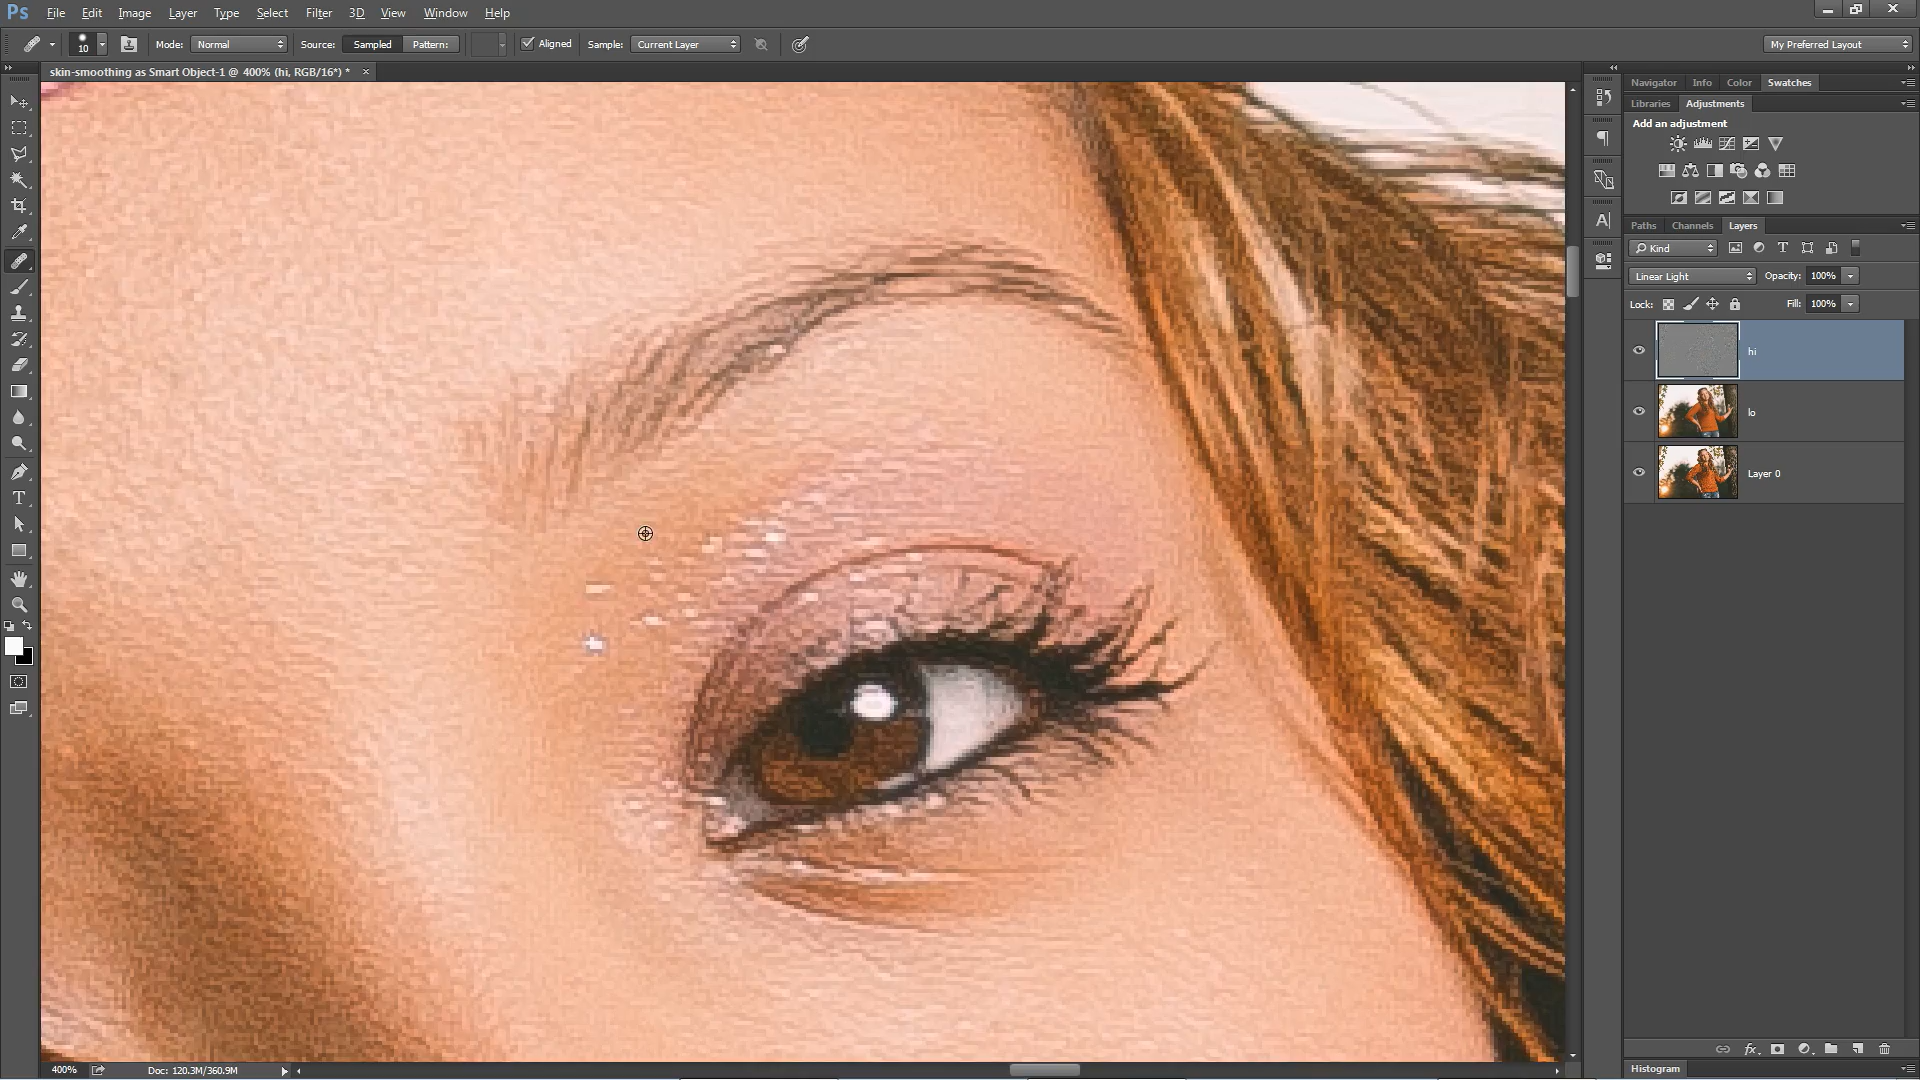 Ps File Edit Image Layer Type Select Filter 3D View Window Help
10 Mode: Normal Source: Sampled Pattern: Aligned Sample: Current Layer My Preferred Layout
skin-smoothing as Smart Object-1 @ 400% (hi, RGB/16*) * ×
Navigator Info Color Swatches
Libraries Adjustments
Add an adjustment
Paths Channels Layers
Kind T
Linear Light Opacity: 100%
Lock: Fill: 100%
hi
lo
Layer 0
T
A
400% Doc: 120.3M/360.9M
fx
Histogram